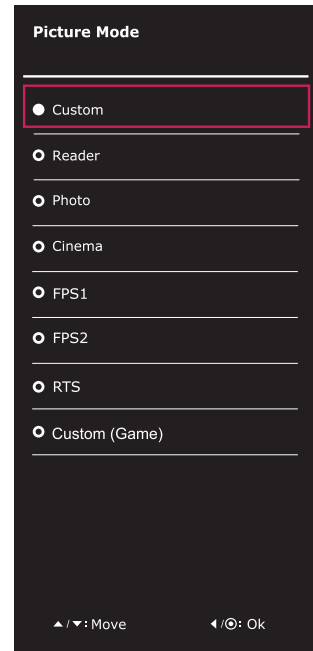 Picture Mode
Custom
Reader
Photo
Cinema
FPS1
FPS2
RTS
Custom (Game)
▲/▼: Move ◀/◉: Ok